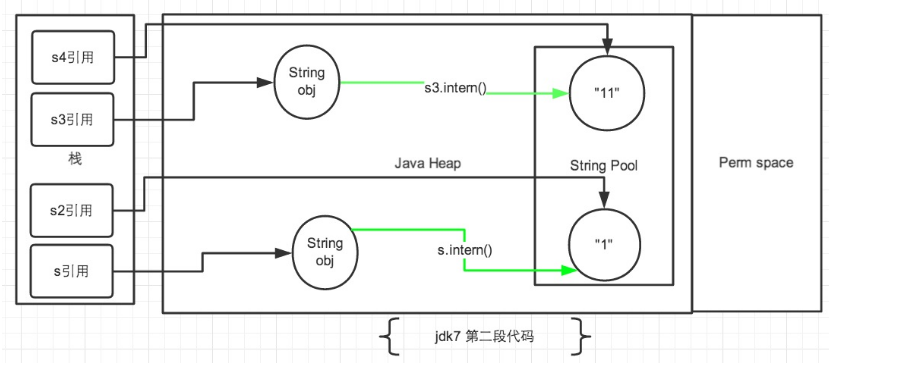 s4引用
s3引用
栈
s2引用
s引用
String
obj
s3.intern()
"11"
Java Heap
String Pool
String
obj
s.intern()
"1"
Perm space
jdk7 第二段代码